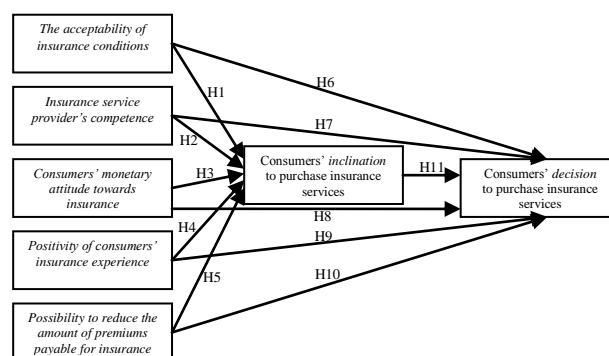 The acceptability of
insurance conditions
Insurance service
provider's competence
Consumers' monetary
attitude towards
insurance
Positivity of consumers'
insurance experience
Possibility to reduce the
amount of premiums
payable for insurance
H1
H2
H3
H4
H5
Consumers' inclination
to purchase insurance
services
H6
H7
H11
H8
H9
H10
Consumers' decision
to purchase insurance
services